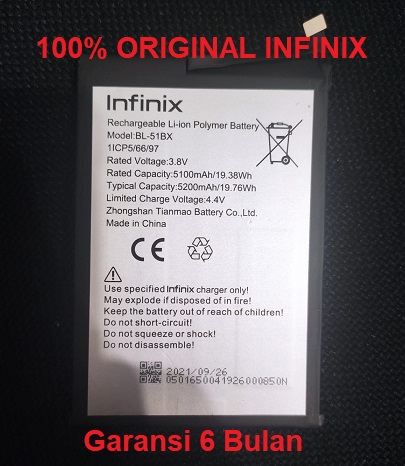 100% ORIGINAL INFINIX
Infinix
Rechargeable Li-ion Polymer Battery
Model:BL-51BX
1ICP5/66/97
Rated Voltage:3.8V
Rated Capacity:5100mAh/19.38Wh
Typical Capacity:5200mAh/19.76Wh
Limited Charge Voltage:4.4V
Zhongshan Tianmao Battery Co.,Ltd.
Made in China
CE
Use specified Infinix charger only!
May explode if disposed of in fire!
Keep the battery out of reach of children!
Do not short-circuit!
Do not squeeze or shock!
Do not disassemble!
2021/09/26
0501650041926000850N
Garansi 6 Bulan